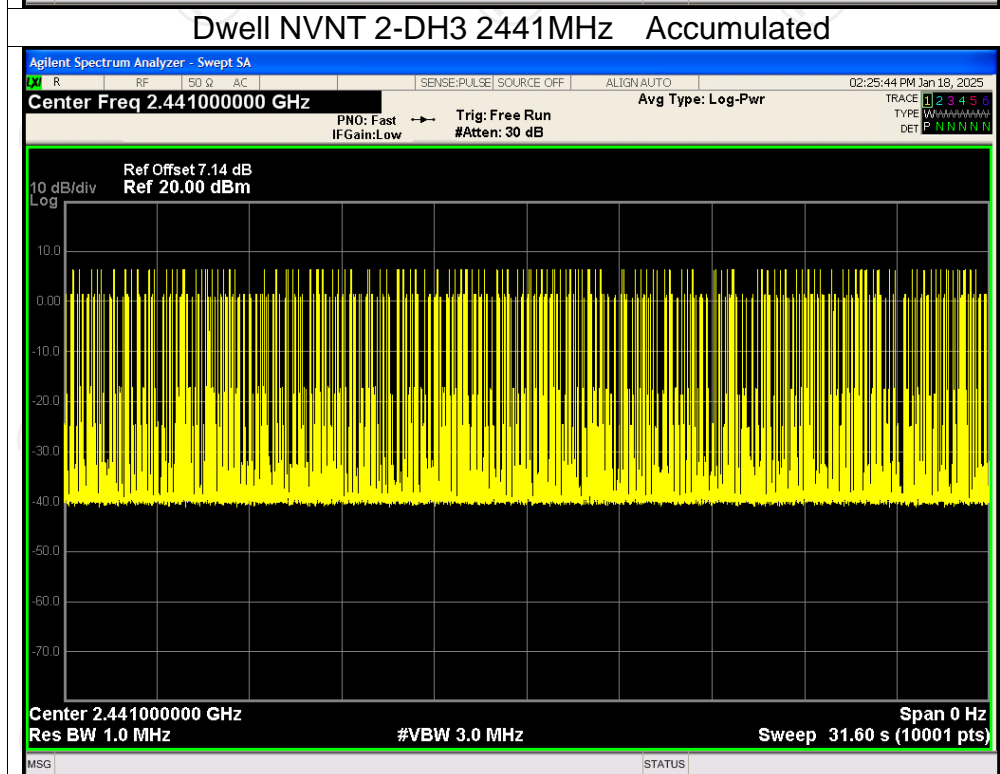 Dwell NVNT 2-DH3 2441MHz Accumulated
Agilent Spectrum Analyzer - Swept SA
LXI R RF 50 Ω AC SENSE:PULSE SOURCE OFF ALIGN AUTO 02:25:44 PM Jan 18, 2025
Center Freq 2.441000000 GHz Avg Type: Log-Pwr TRACE 1 2 3 4 5 6
PNO: Fast Trig: Free Run TYPE WWWWWW
IFGain:Low #Atten: 30 dB DET P N N N N N
Ref Offset 7.14 dB
10 dB/div Ref 20.00 dBm
Log
10.0
0.00
-10.0
-20.0
-30.0
-40.0
-50.0
-60.0
-70.0
Center 2.441000000 GHz Span 0 Hz
Res BW 1.0 MHz #VBW 3.0 MHz Sweep 31.60 s (10001 pts)
MSG STATUS